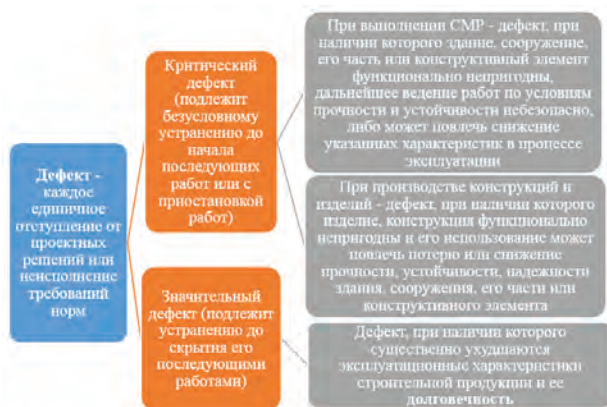 Дефект -
каждое
единичное
отступление от
проектных
решений или
неисполнение
требований
норм
Критический
дефект
(подлежит
безусловному
устранению до
начала
последующих
работ или с
приостановкой
работ)
При выполнении СМР - дефект, при
наличии которого здание, сооружение,
его часть или конструктивный элемент
функционально непригодны,
дальнейшее ведение работ по условиям
прочности и устойчивости небезопасно,
либо может повлечь снижение
указанных характеристик в процессе
эксплуатации
При производстве конструкций и
изделий - дефект, при наличии которого
изделие, конструкция функционально
непригодны и его использование может
повлечь потерю или снижение
прочности, устойчивости, надежности
здания, сооружения, его части или
конструктивного элемента
Значительный
дефект (подлежит
устранению до
скрытия его
последующими
работами)
Дефект, при наличии которого
существенно ухудшаются
эксплуатационные характеристики
строительной продукции и ее
долговечность